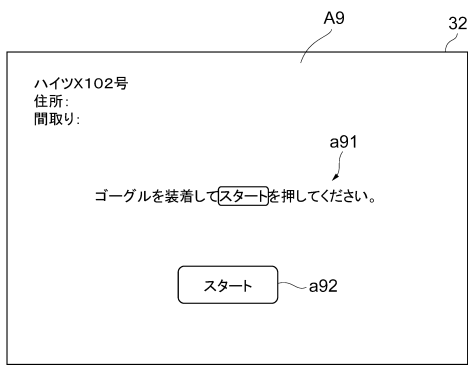 A9
32
ハイツX102号
住所:
間取り:
a91
ゴーグルを装着してスタートを押してください。
スタート
a92